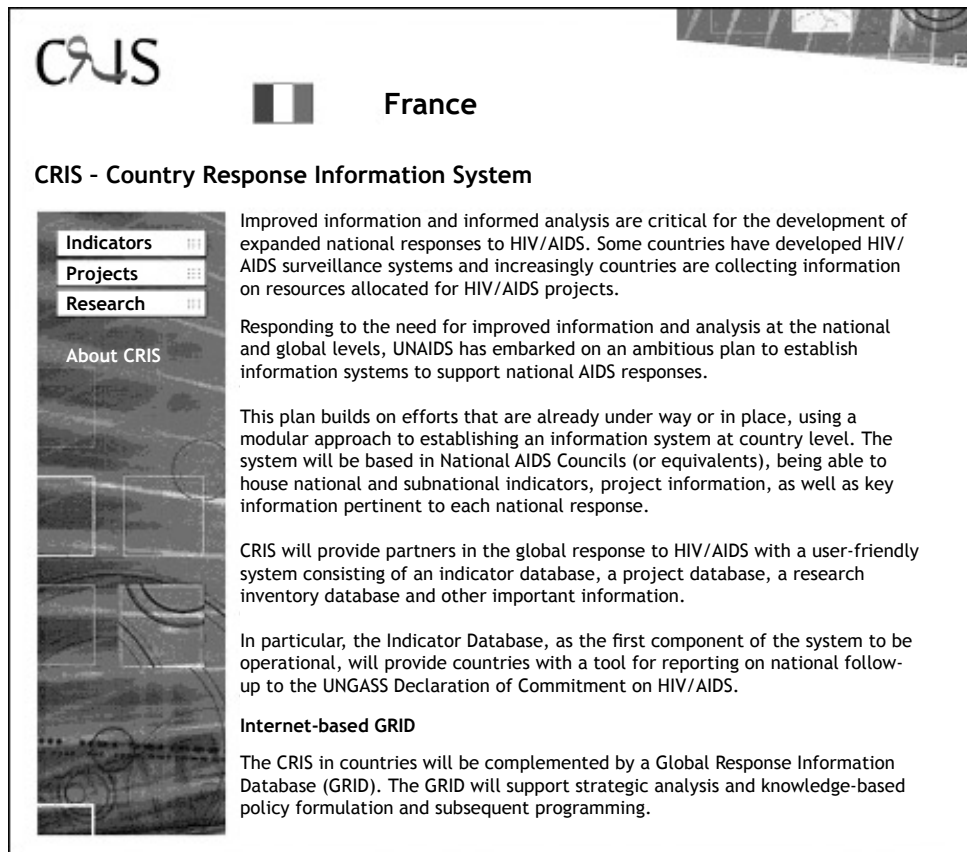 CRIS
France
CRIS – Country Response Information System
Indicators
Projects
Research
About CRIS
Improved information and informed analysis are critical for the development of
expanded national responses to HIV/AIDS. Some countries have developed HIV/
AIDS surveillance systems and increasingly countries are collecting information
on resources allocated for HIV/AIDS projects.
Responding to the need for improved information and analysis at the national
and global levels, UNAIDS has embarked on an ambitious plan to establish
information systems to support national AIDS responses.
This plan builds on efforts that are already under way or in place, using a
modular approach to establishing an information system at country level. The
system will be based in National AIDS Councils (or equivalents), being able to
house national and subnational indicators, project information, as well as key
information pertinent to each national response.
CRIS will provide partners in the global response to HIV/AIDS with a user-friendly
system consisting of an indicator database, a project database, a research
inventory database and other important information.
In particular, the Indicator Database, as the first component of the system to be
operational, will provide countries with a tool for reporting on national follow-
up to the UNGASS Declaration of Commitment on HIV/AIDS.
Internet-based GRID
The CRIS in countries will be complemented by a Global Response Information
Database (GRID). The GRID will support strategic analysis and knowledge-based
policy formulation and subsequent programming.